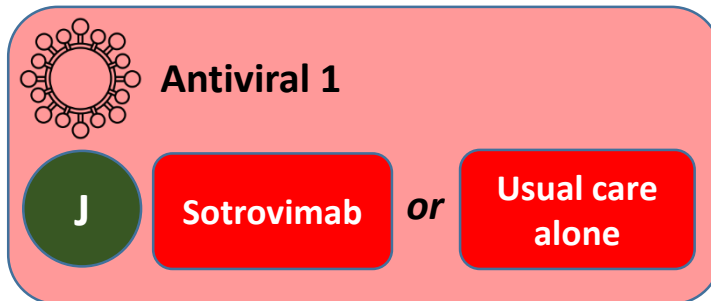 Antiviral 1
J
Sotrovimab
or
Usual care
alone